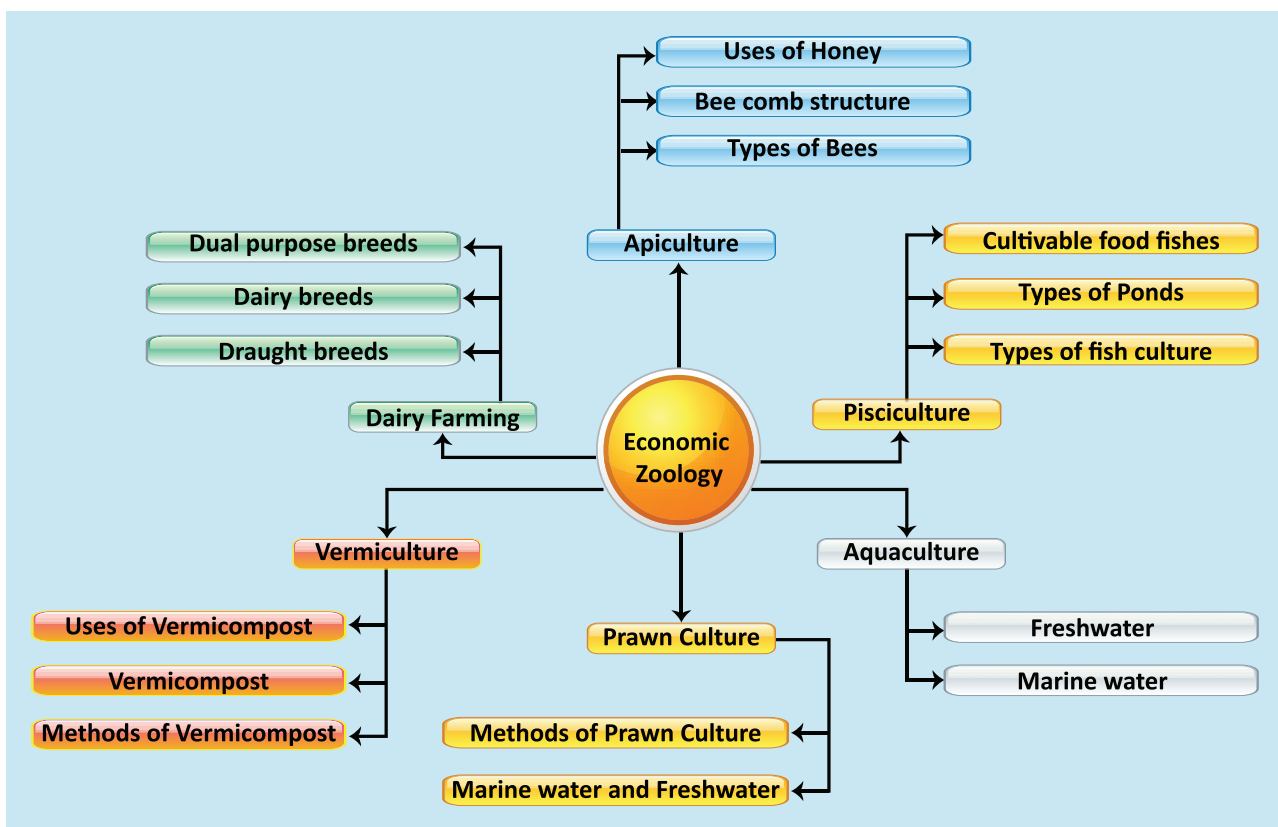 Uses of Honey
Bee comb structure
Types of Bees
Apiculture
Dual purpose breeds
Dairy breeds
Draught breeds
Dairy Farming
Cultivable food fishes
Types of Ponds
Types of fish culture
Pisciculture
Economic
Zoology
Vermiculture
Uses of Vermicompost
Vermicompost
Methods of Vermicompost
Prawn Culture
Methods of Prawn Culture
Marine water and Freshwater
Aquaculture
Freshwater
Marine water